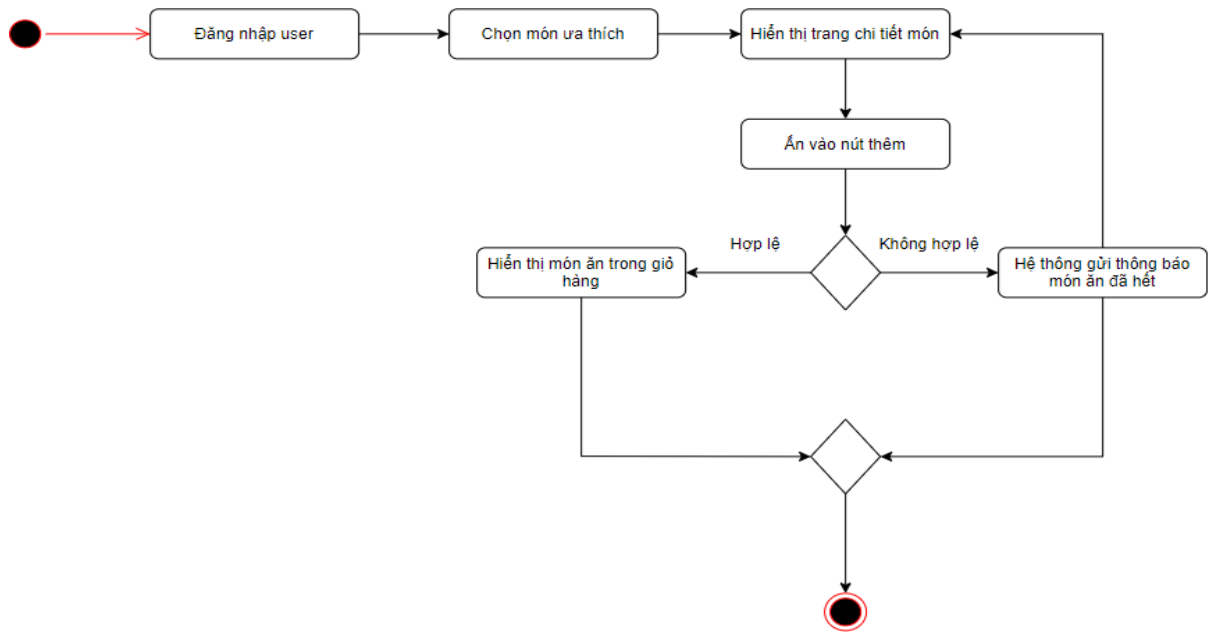 Đăng nhập user
Chọn món ưa thích
Hiển thị trang chi tiết món
Ấn vào nút thêm
Hợp lệ
Không hợp lệ
Hiển thị món ăn trong giỏ
hàng
Hệ thông gửi thông báo
món ăn đã hết